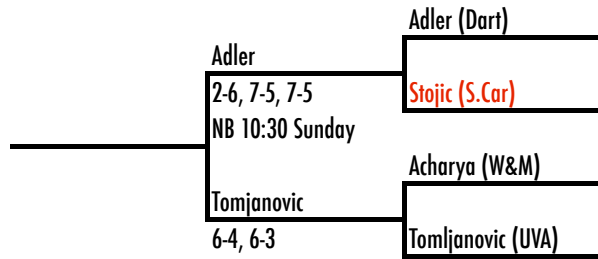 Adler (Dart)
Adler
2-6, 7-5, 7-5
Stojic (S.Car)
NB 10:30 Sunday
Acharya (W&M)
Tomjanovic
6-4, 6-3
Tomljanovic (UVA)